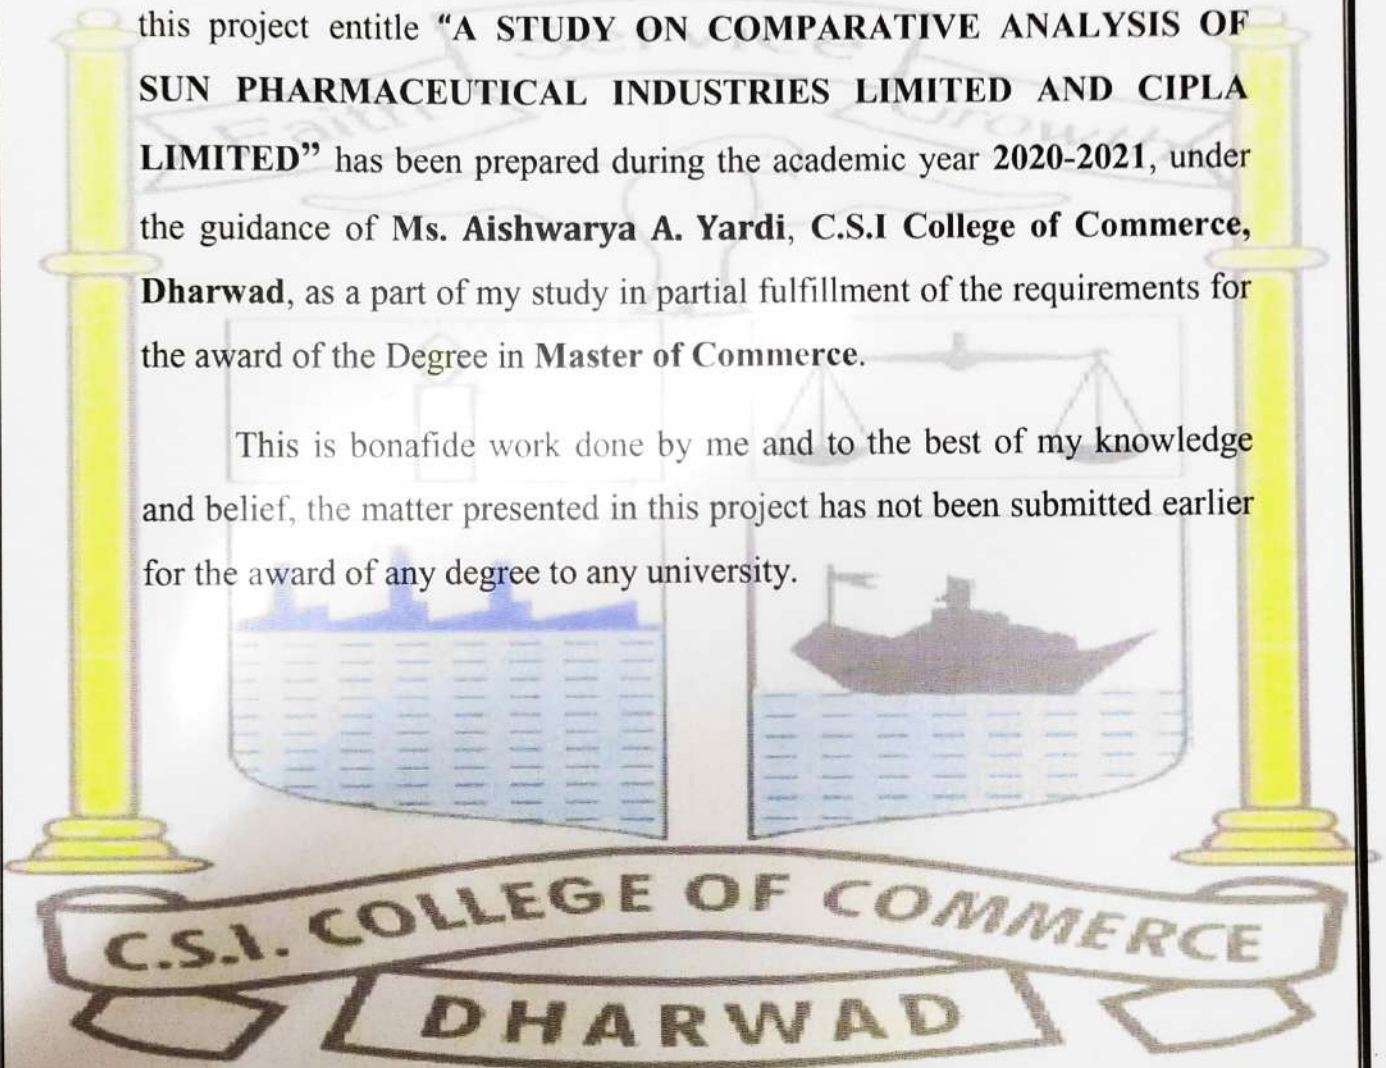 Service
Faith
Growth
this project entitle “A STUDY ON COMPARATIVE ANALYSIS OF
SUN PHARMACEUTICAL INDUSTRIES LIMITED AND CIPLA
LIMITED” has been prepared during the academic year 2020-2021, under
the guidance of Ms. Aishwarya A. Yardi, C.S.I College of Commerce,
Dharwad, as a part of my study in partial fulfillment of the requirements for
the award of the Degree in Master of Commerce.
This is bonafide work done by me and to the best of my knowledge
and belief, the matter presented in this project has not been submitted earlier
for the award of any degree to any university.
C.S.I. COLLEGE OF COMMERCE
DHARWAD